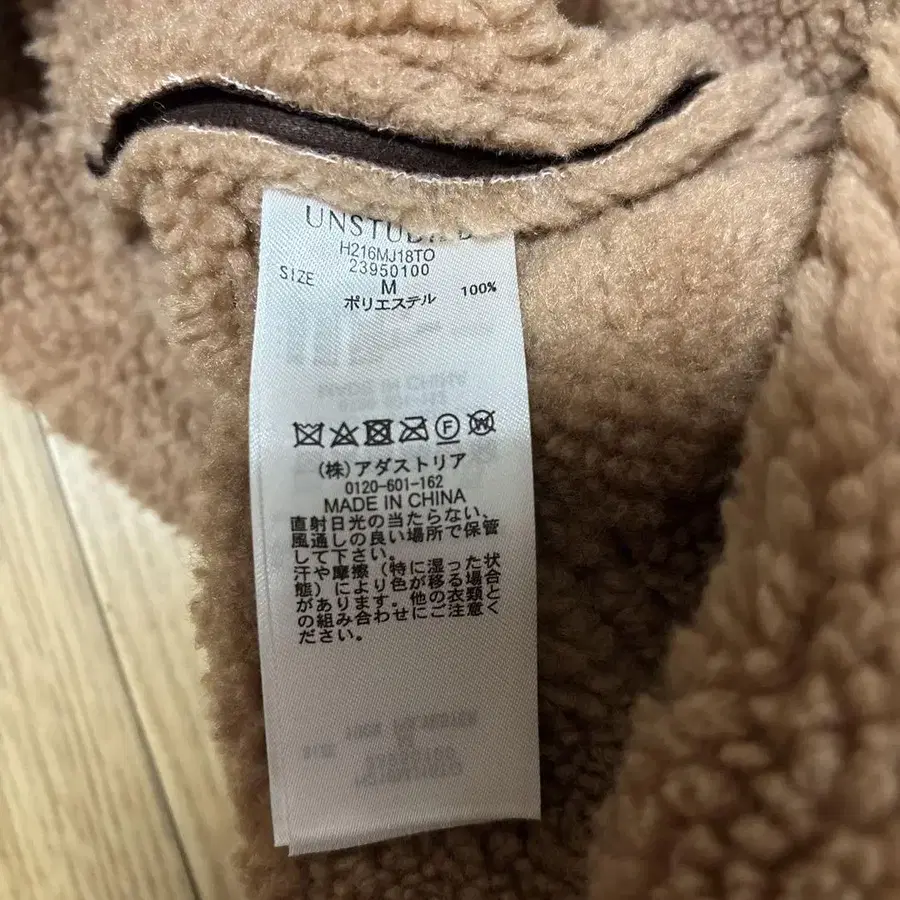 H216MJ18TO
23950100
SIZE M
ポリエステル 100%
F W
(株)アダストリア
0120-601-162
MADE IN CHINA
直射日光の当たらない、
風通しの良い場所で保管
して下さい。
汗や摩擦(特に湿った状
態)により色が移る場合
があります。他の衣類と
の組み合わせにご注意く
ださい。